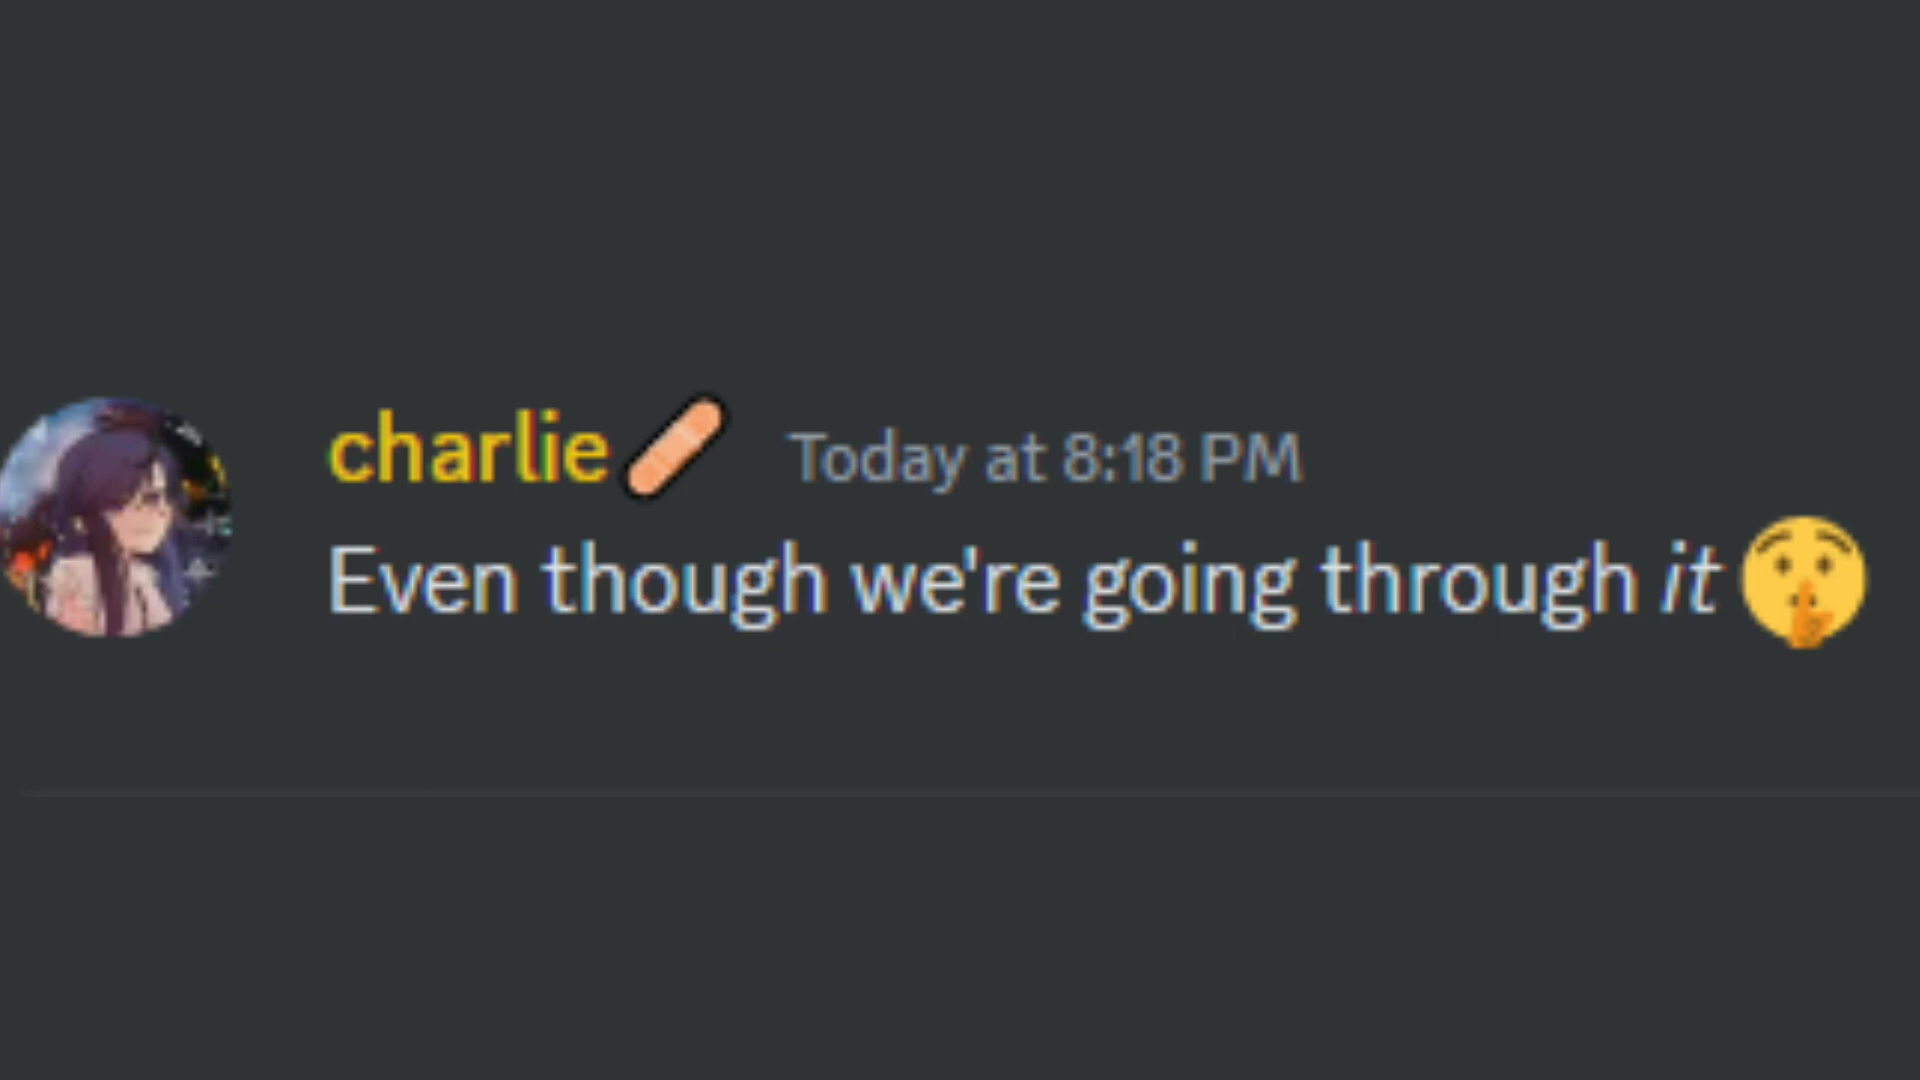 charlie🩹 Today at 8:18 PM
Even though we're going through it 🤫